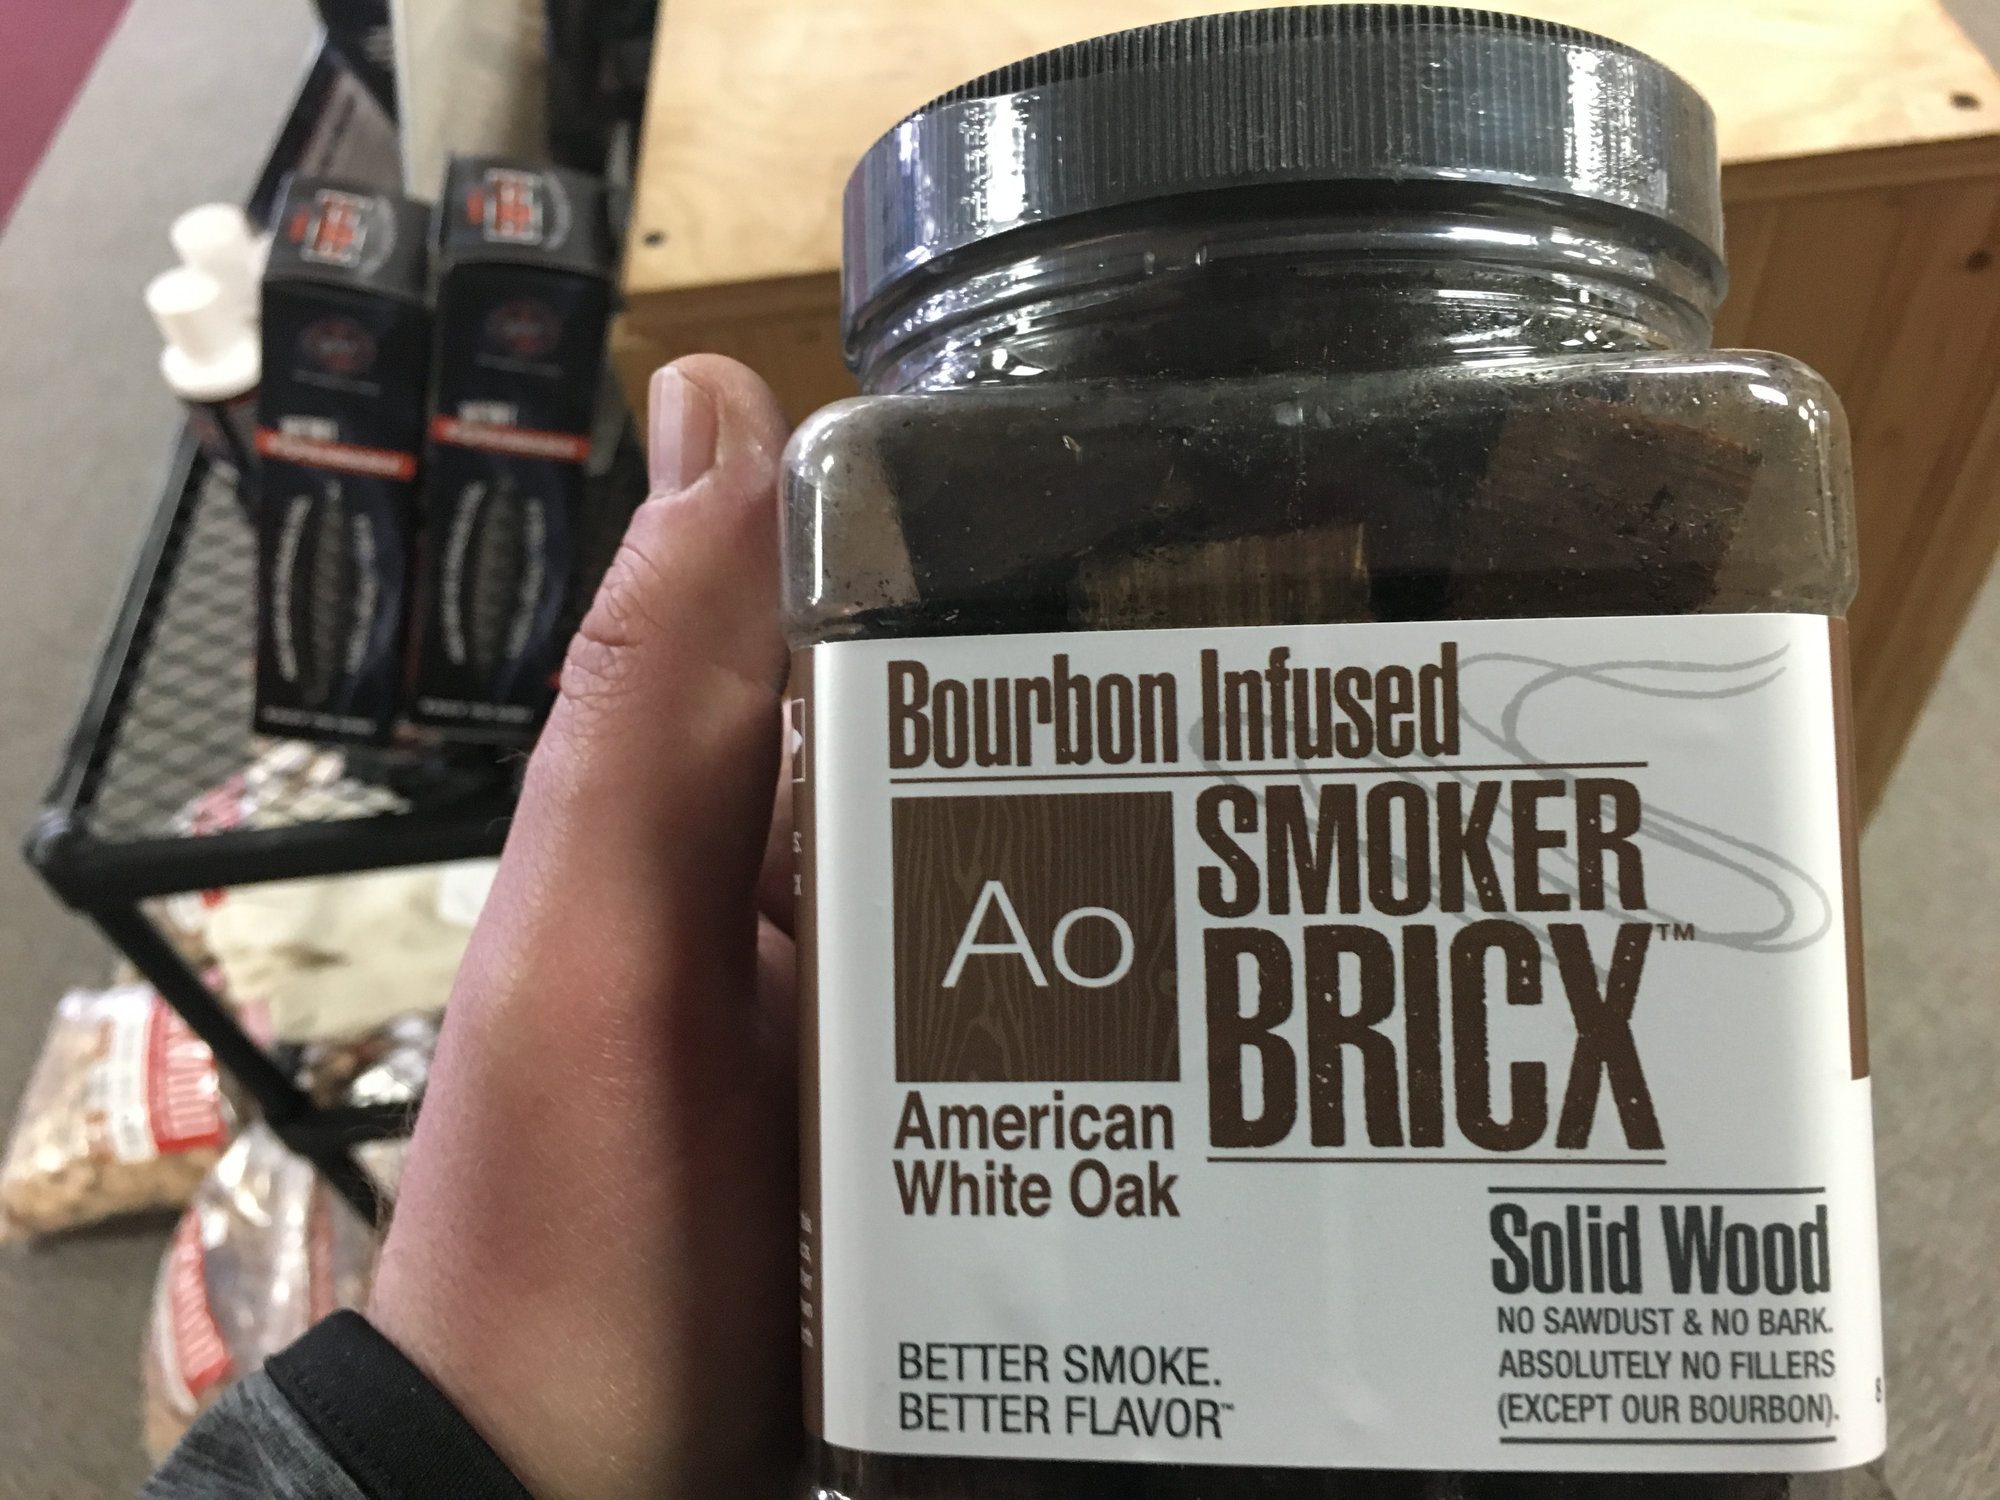 Bourbon Infused
SMOKER
BRICX™
Ao
American
White Oak
Solid Wood
NO SAWDUST & NO BARK.
ABSOLUTELY NO FILLERS
(EXCEPT OUR BOURBON).
BETTER SMOKE.
BETTER FLAVOR™